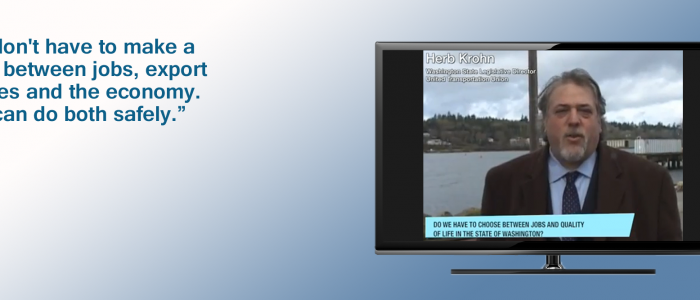 don't have to make a
between jobs, export
es and the economy.
can do both safely.”
Herb Krohn
Washington State Legislative Director
United Transportation Union
DO WE HAVE TO CHOOSE BETWEEN JOBS AND QUALITY
OF LIFE IN THE STATE OF WASHINGTON?